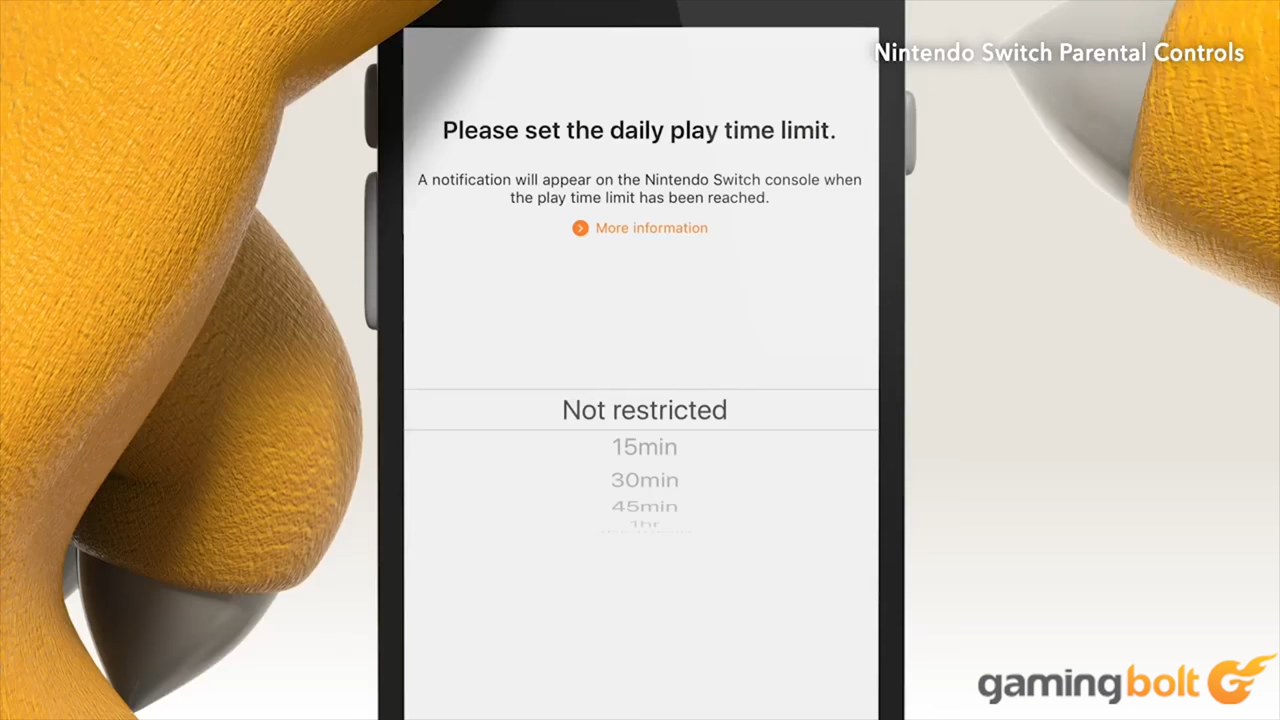 Nintendo Switch Parental Controls
Please set the daily play time limit.
A notification will appear on the Nintendo Switch console when
the play time limit has been reached.
More information
Not restricted
15min
30min
45min
1hr
gamingbolt